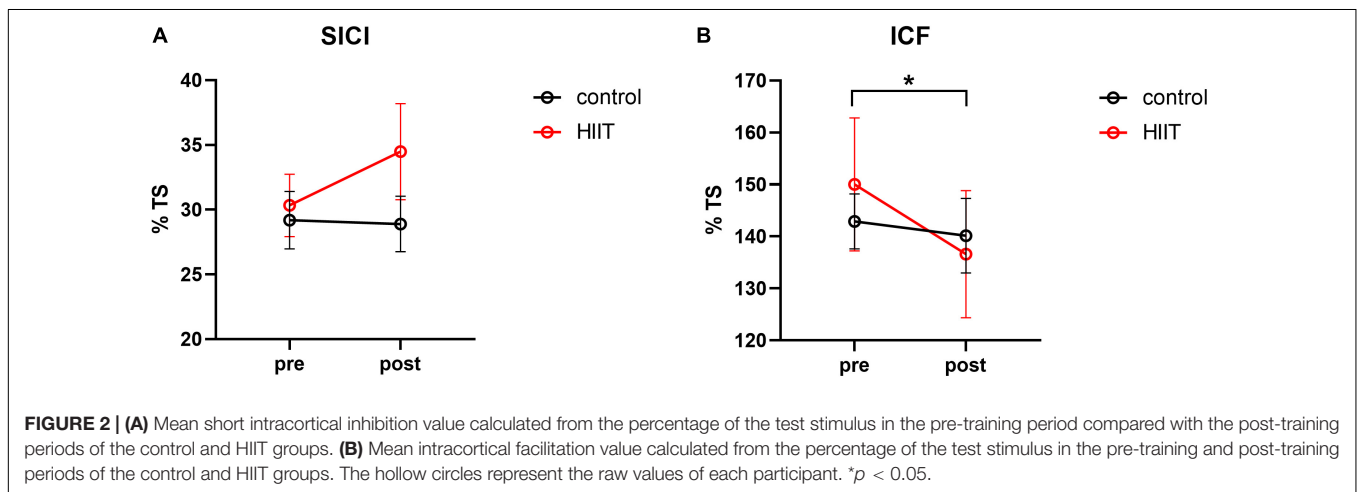 A SICI
40
35
30
25
20
% TS
pre post
control
HIIT
B ICF
170
160
150
140
130
120
% TS
*
pre post
control
HIIT
FIGURE 2 | (A) Mean short intracortical inhibition value calculated from the percentage of the test stimulus in the pre-training period compared with the post-training
periods of the control and HIIT groups. (B) Mean intracortical facilitation value calculated from the percentage of the test stimulus in the pre-training and post-training
periods of the control and HIIT groups. The hollow circles represent the raw values of each participant. *p < 0.05.